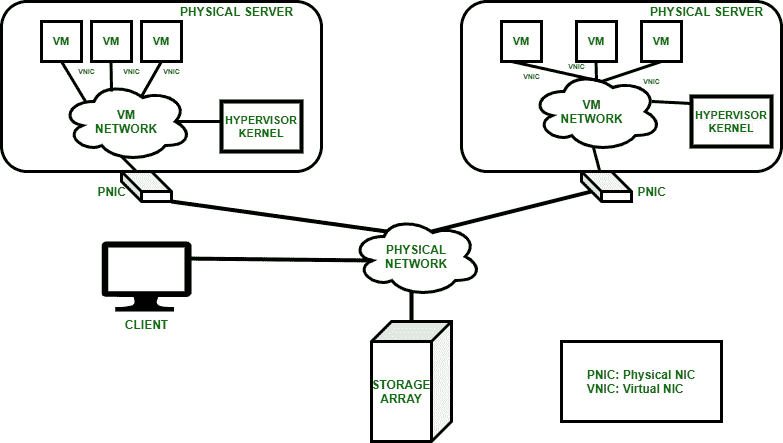 PHYSICAL SERVER
VM VM VM
VNIC VNIC VNIC
VM
NETWORK
HYPERVISOR
KERNEL
PNIC
PHYSICAL SERVER
VM VM VM
VNIC VNIC VNIC
VM
NETWORK
HYPERVISOR
KERNEL
PNIC
PHYSICAL
NETWORK
CLIENT
STORAGE
ARRAY
PNIC: Physical NIC
VNIC: Virtual NIC